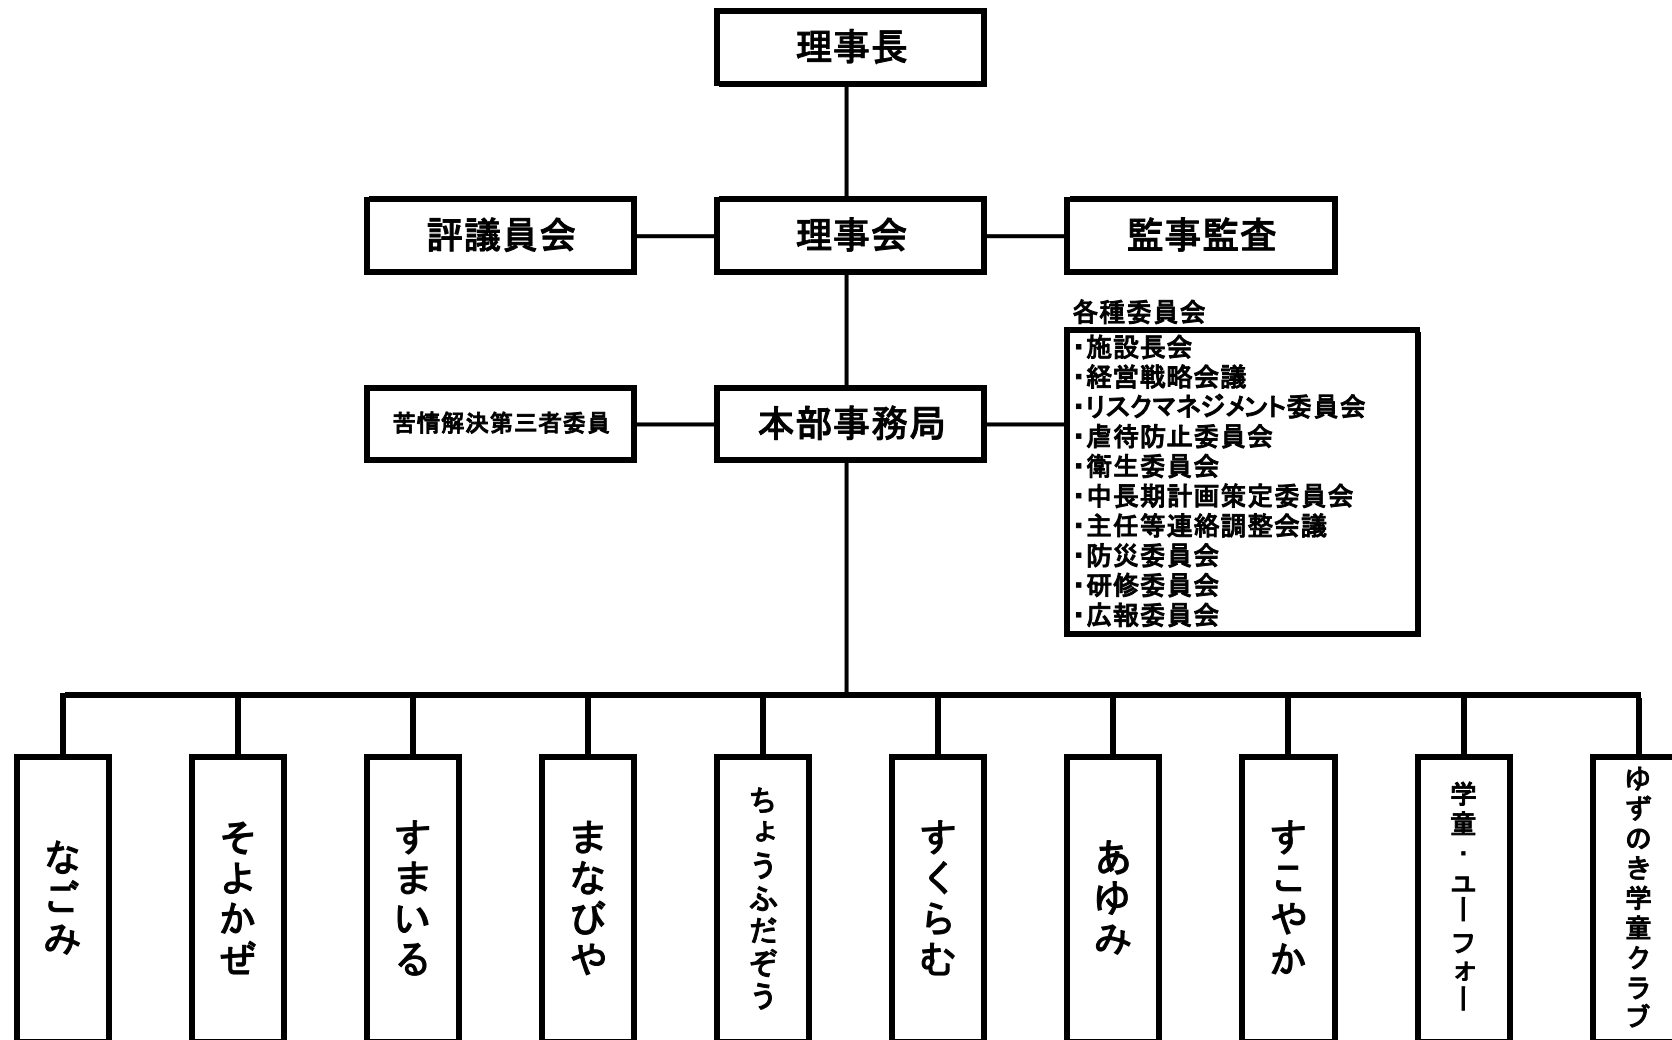 理事長
評議員会
理事会
監事監査
各種委員会
・施設長会
・経営戦略会議
・リスクマネジメント委員会
・虐待防止委員会
・衛生委員会
・中長期計画策定委員会
・主任等連絡調整会議
・防災委員会
・研修委員会
・広報委員会
苦情解決第三者委員
本部事務局
なごみ
そよかぜ
すまいる
まなびや
ちょうふだぞう
すくらむ
あゆみ
すこやか
学童・ユーフォー
ゆずのき学童クラブ